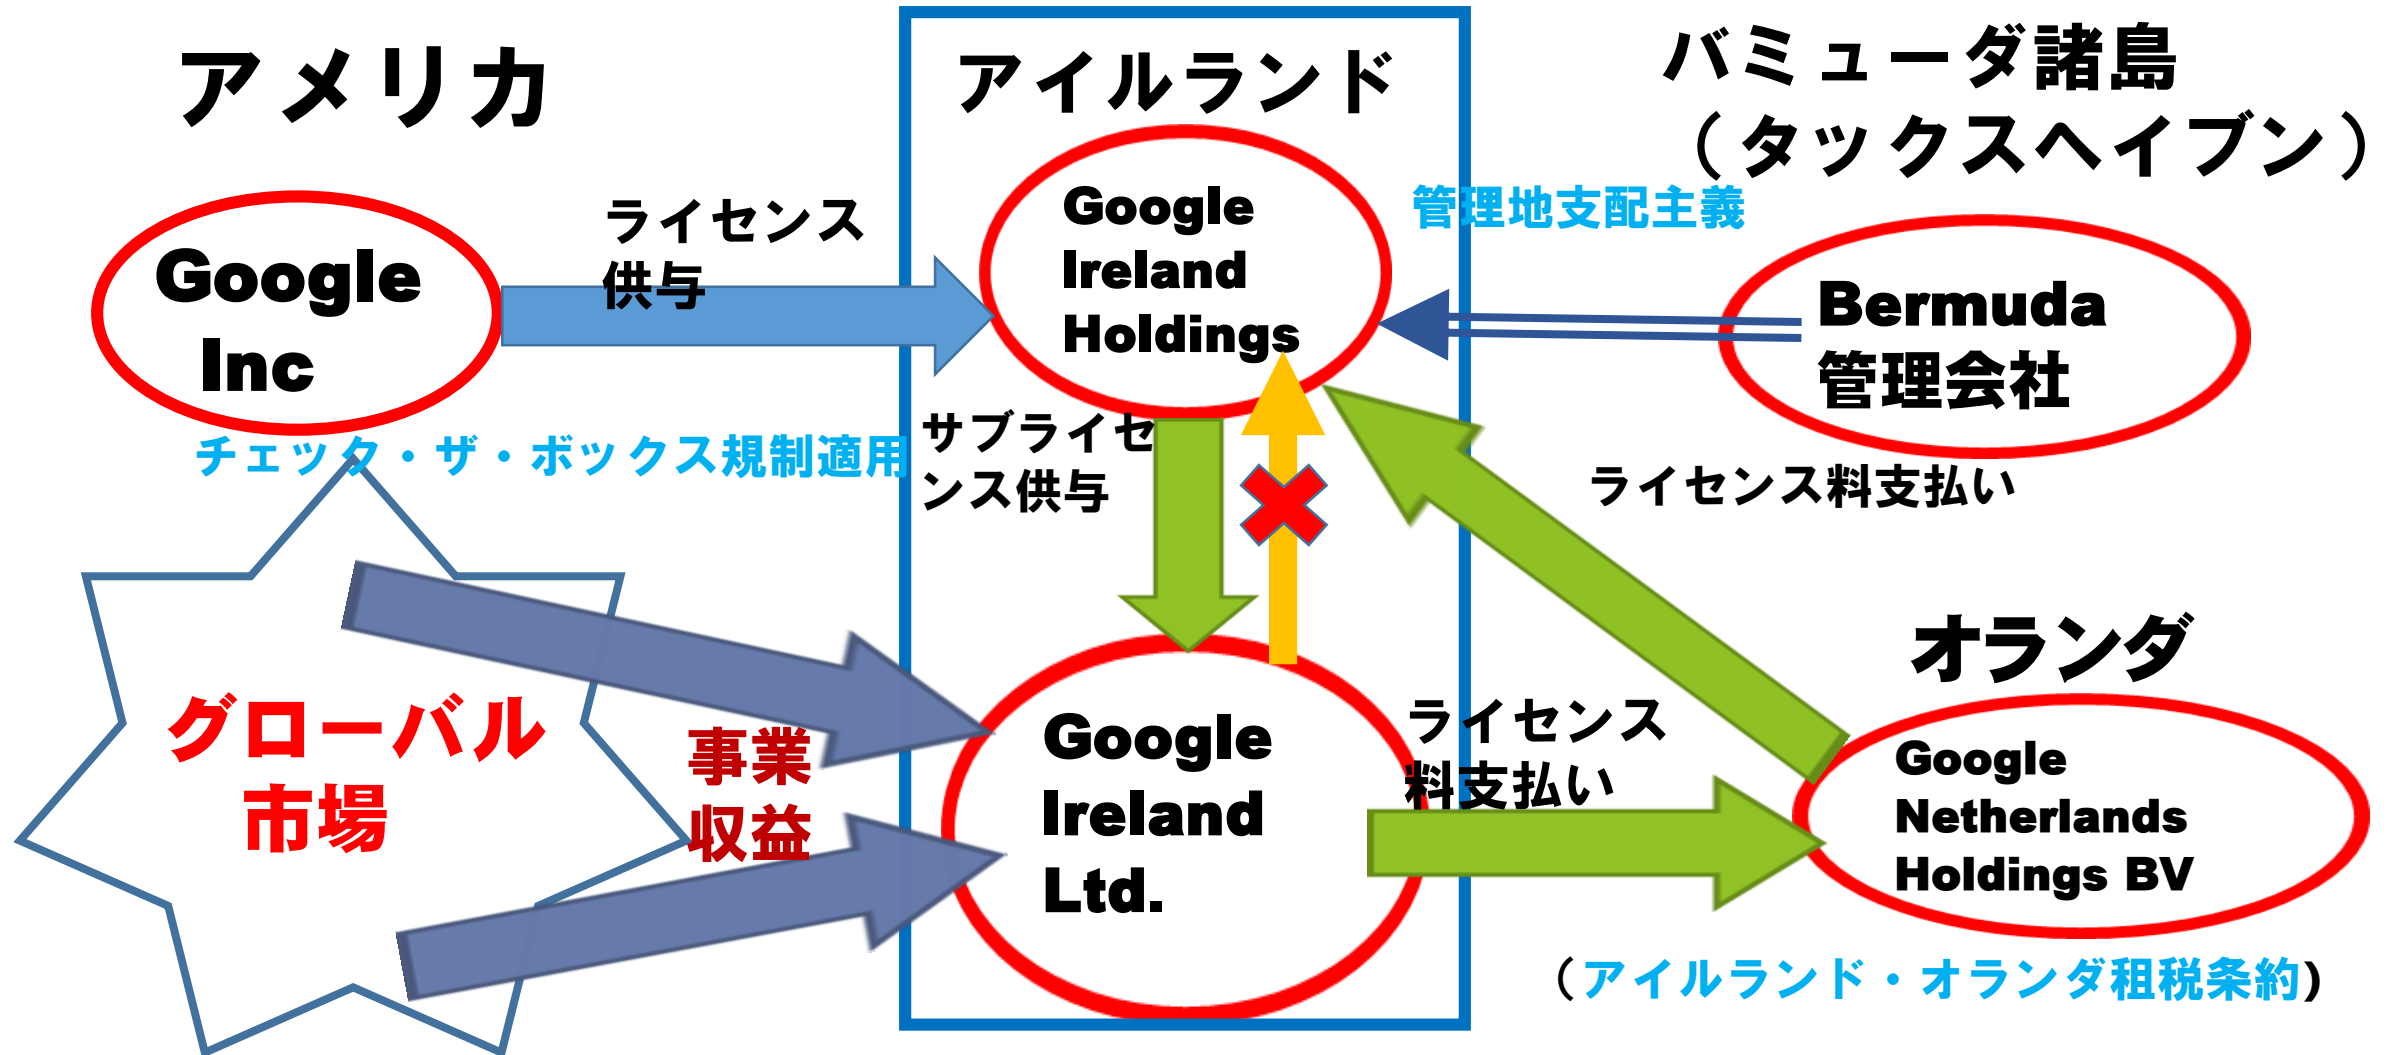 アメリカ
アイルランド
バミューダ諸島
（タックスヘイブン）
Google
Inc
ライセンス
供与
Google
Ireland
Holdings
管理地支配主義
Bermuda
管理会社
チェック・ザ・ボックス規制適用
サブライセ
ンス供与
ライセンス料支払い
グローバル
市場
事業
収益
Google
Ireland
Ltd.
ライセンス
料支払い
オランダ
Google
Netherlands
Holdings BV
（アイルランド・オランダ租税条約)